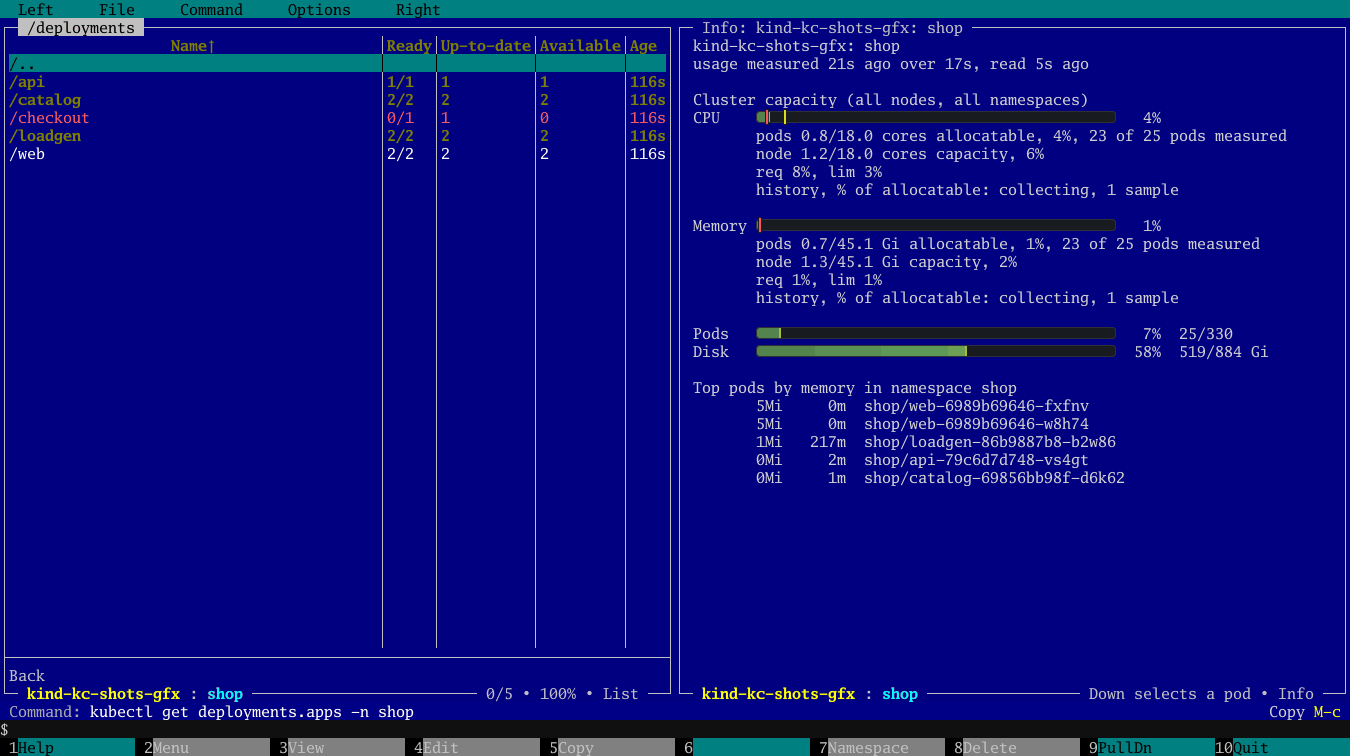 Left File Command Options Right
/deployments
Name↑ Ready Up-to-date Available Age
/..
/api 1/1 1 1 116s
/catalog 2/2 2 2 116s
/checkout 0/1 1 0 116s
/loadgen 2/2 2 2 116s
/web 2/2 2 2 116s
Back
kind-kc-shots-gfx : shop 0/5 • 100% • List
Info: kind-kc-shots-gfx: shop
kind-kc-shots-gfx: shop
usage measured 21s ago over 17s, read 5s ago
Cluster capacity (all nodes, all namespaces)
CPU 4%
pods 0.8/18.0 cores allocatable, 4%, 23 of 25 pods measured
node 1.2/18.0 cores capacity, 6%
req 8%, lim 3%
history, % of allocatable: collecting, 1 sample
Memory 1%
pods 0.7/45.1 Gi allocatable, 1%, 23 of 25 pods measured
node 1.3/45.1 Gi capacity, 2%
req 1%, lim 1%
history, % of allocatable: collecting, 1 sample
Pods 7% 25/330
Disk 58% 519/884 Gi
Top pods by memory in namespace shop
5Mi 0m shop/web-6989b69646-fxfnv
5Mi 0m shop/web-6989b69646-w8h74
1Mi 217m shop/loadgen-86b9887b8-b2w86
0Mi 2m shop/api-79c6d7d748-vs4gt
0Mi 1m shop/catalog-69856bb98f-d6k62
kind-kc-shots-gfx : shop Down selects a pod • Info
Command: kubectl get deployments.apps -n shop Copy M-c
$
1Help 2Menu 3View 4Edit 5Copy 6 7Namespace 8Delete 9PullDn 10Quit